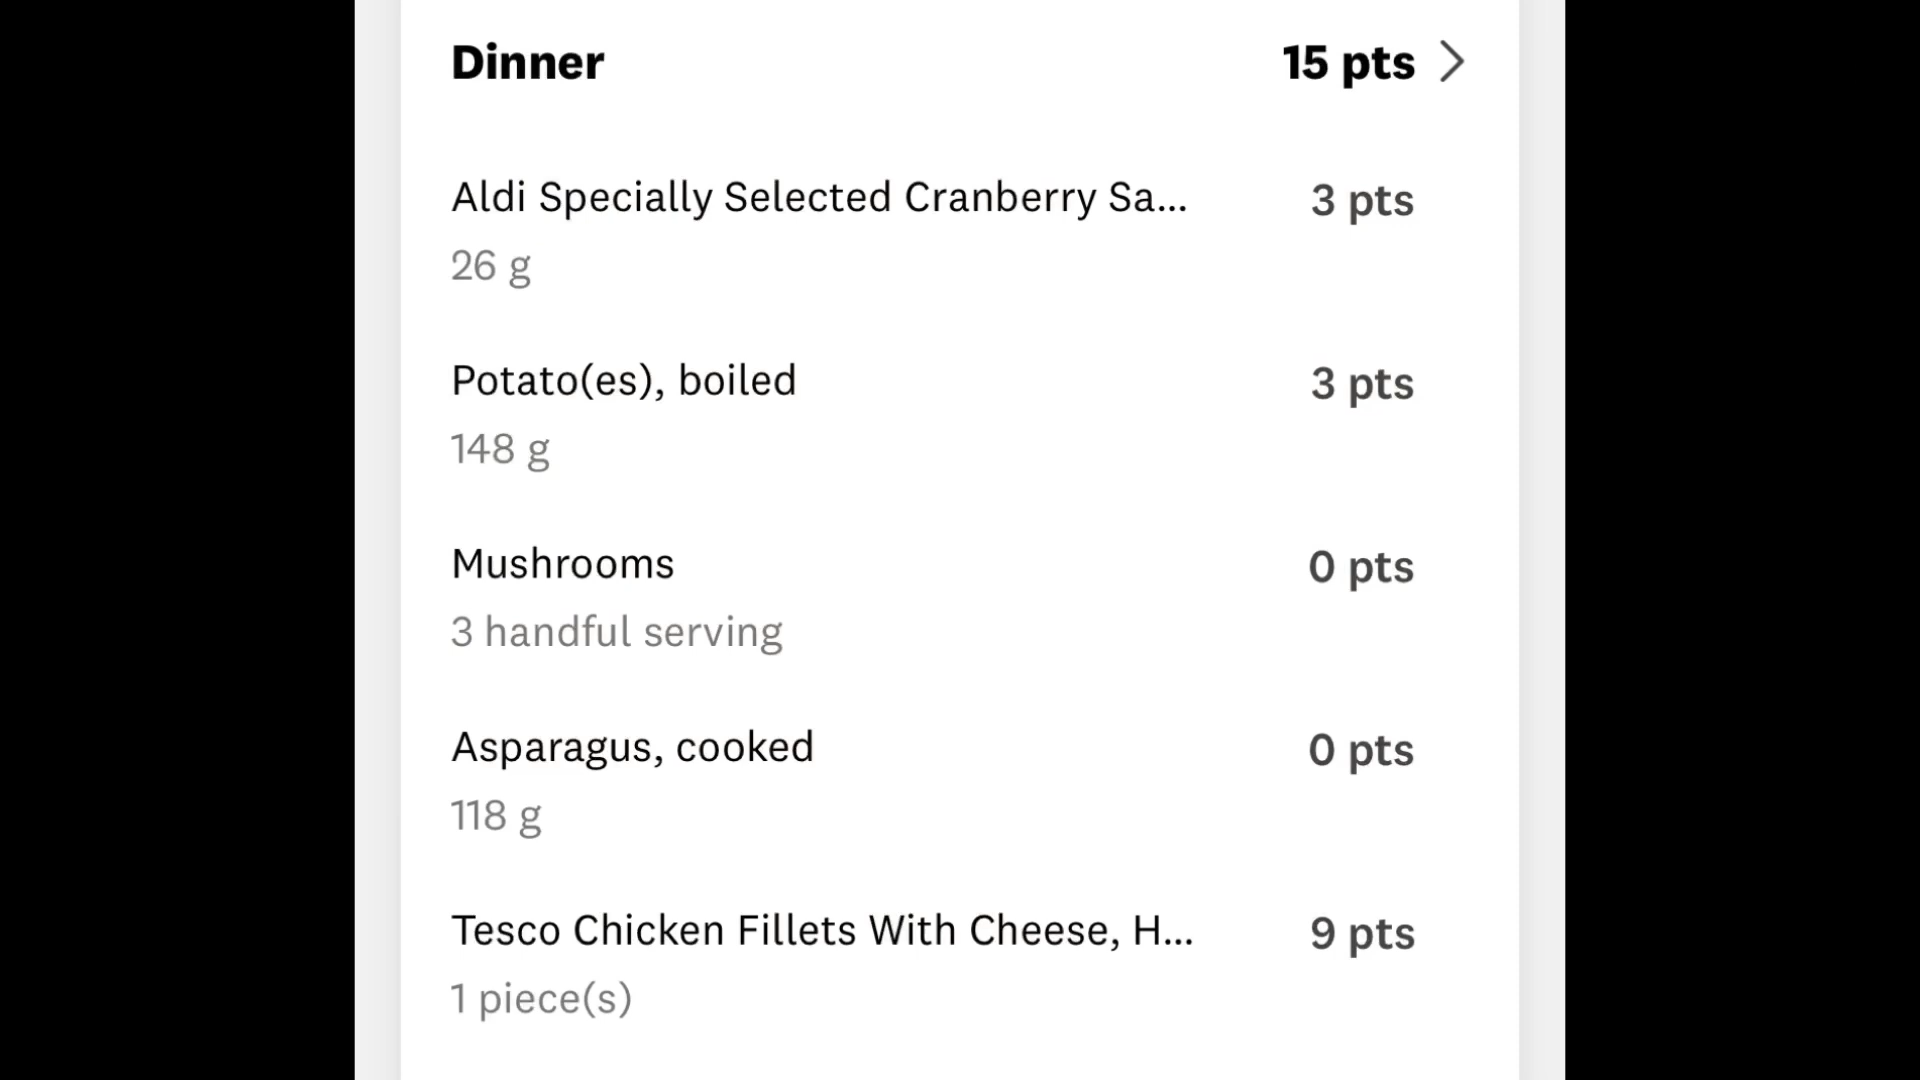 Dinner 15 pts
Aldi Specially Selected Cranberry Sa... 3 pts
26 g
Potato(es), boiled 3 pts
148 g
Mushrooms 0 pts
3 handful serving
Asparagus, cooked 0 pts
118 g
Tesco Chicken Fillets With Cheese, H... 9 pts
1 piece(s)